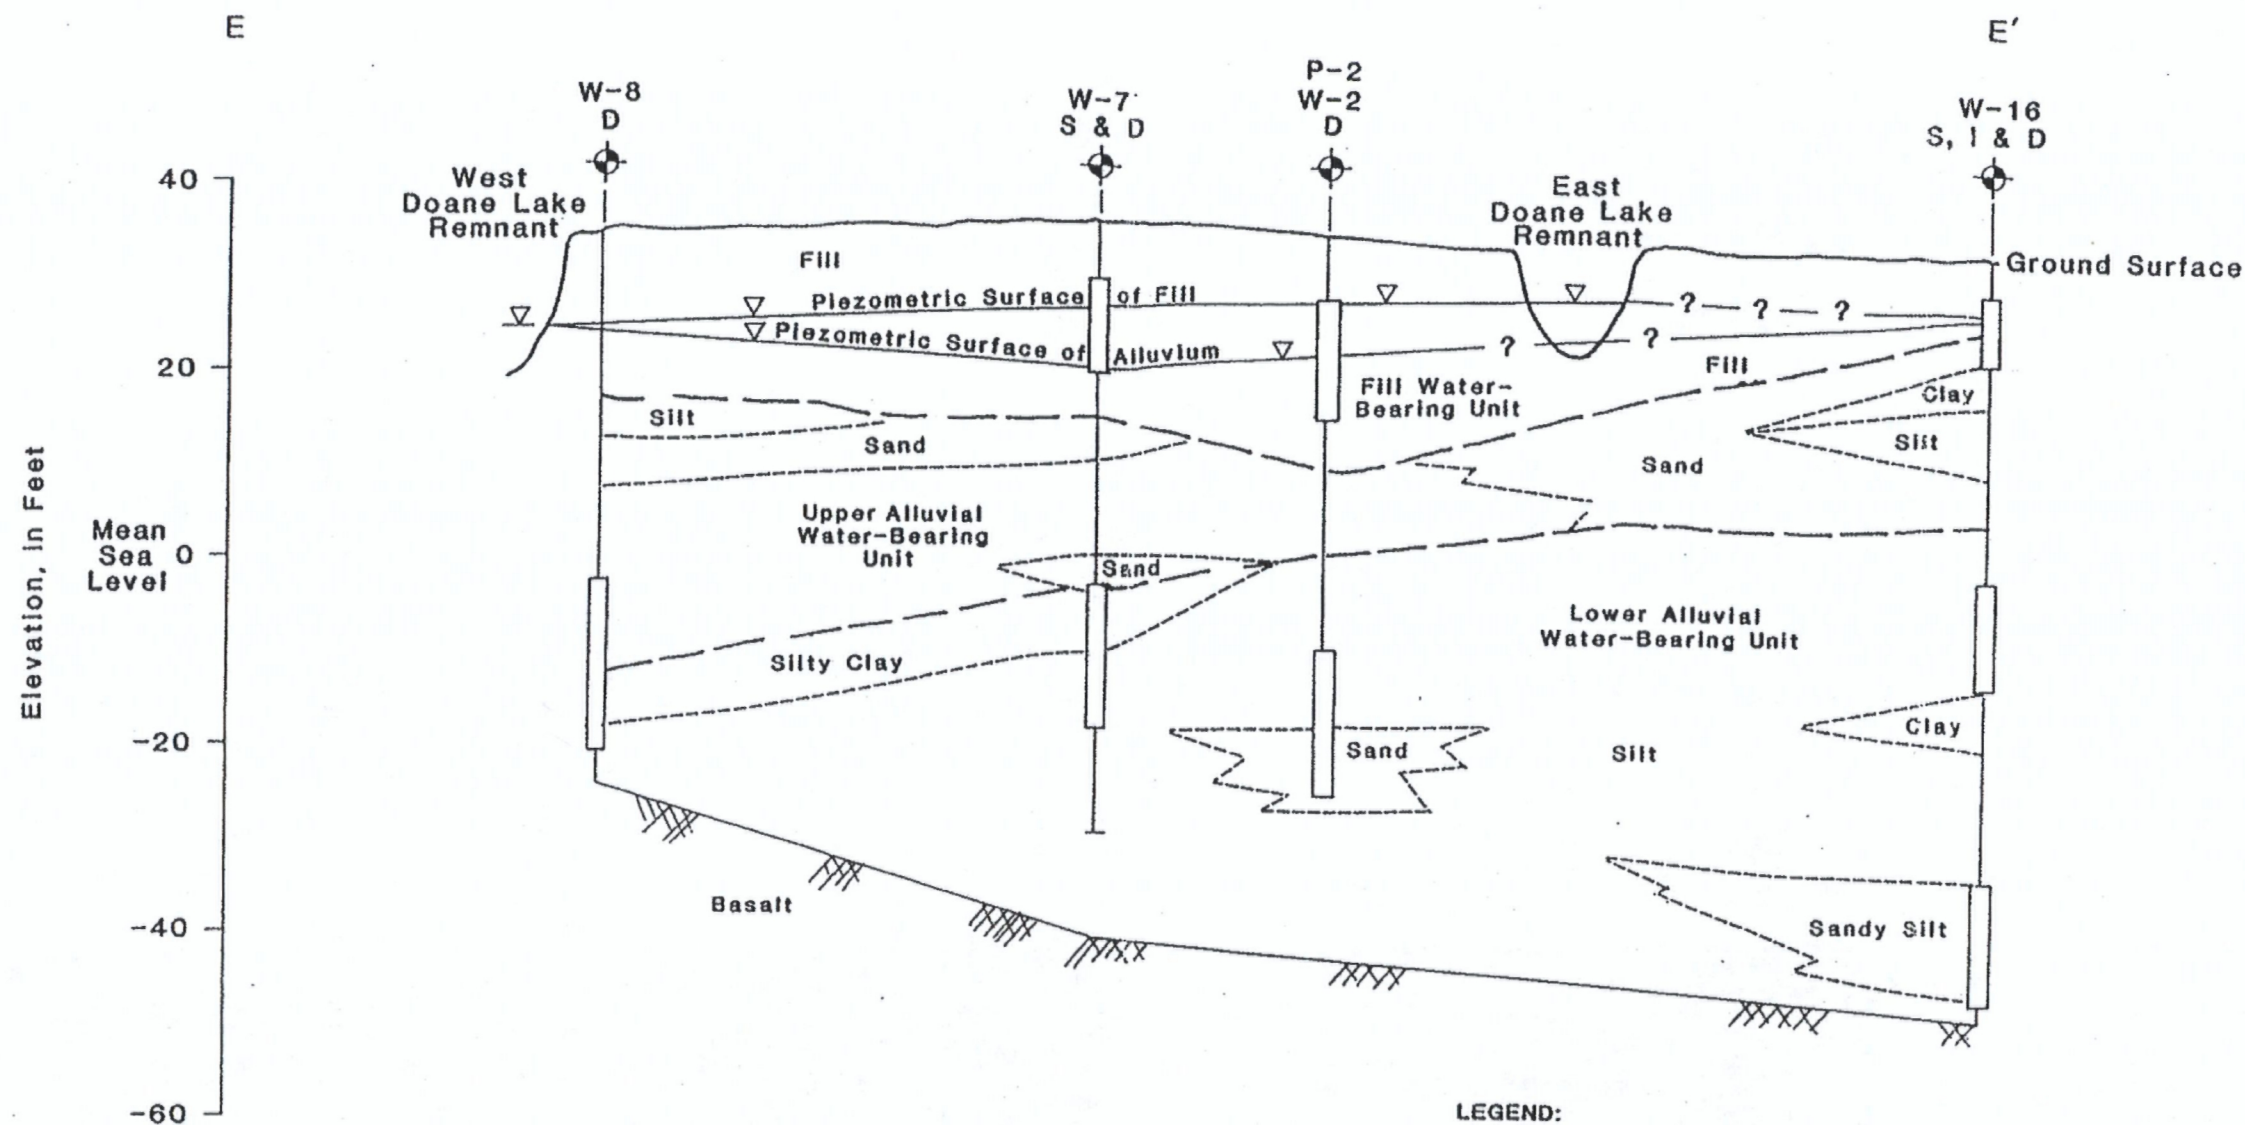 E
E′
W-8
D
W-7
S & D
P-2
W-2
D
W-16
S, I & D
40
20
0
-20
-40
-60
Elevation, in Feet
Mean
Sea
Level
West
Doane Lake
Remnant
East
Doane Lake
Remnant
Ground Surface
Fill
Piezometric Surface of Fill
? ? ?
Piezometric Surface of Alluvium
? ?
Fill
Fill Water-
Bearing Unit
Clay
Silt
Silt
Sand
Sand
Upper Alluvial
Water-Bearing
Unit
Sand
Lower Alluvial
Water-Bearing Unit
Silty Clay
Clay
Sand
Silt
Basalt
Sandy Silt
LEGEND: